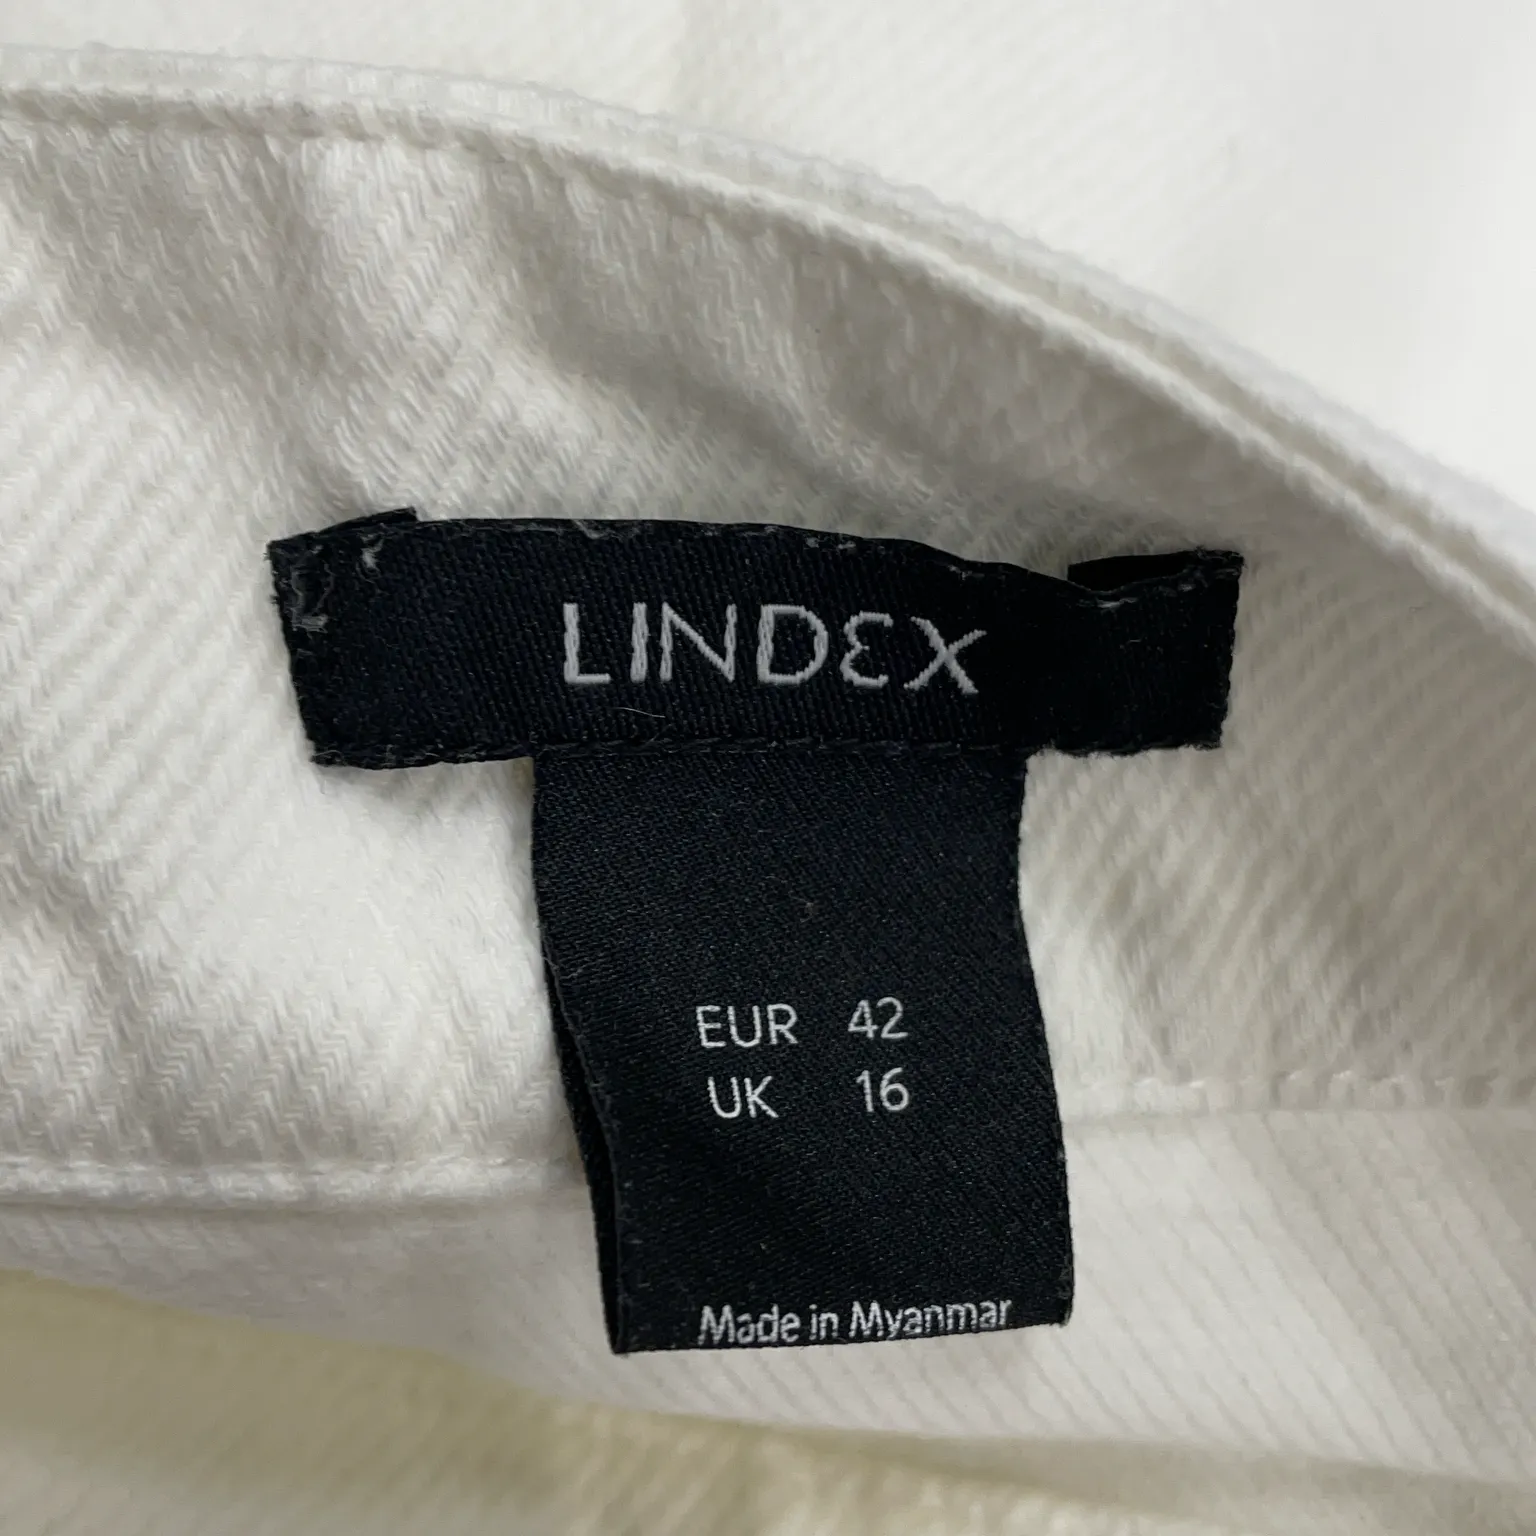 LINDEX
EUR 42
UK 16
Made in Myanmar